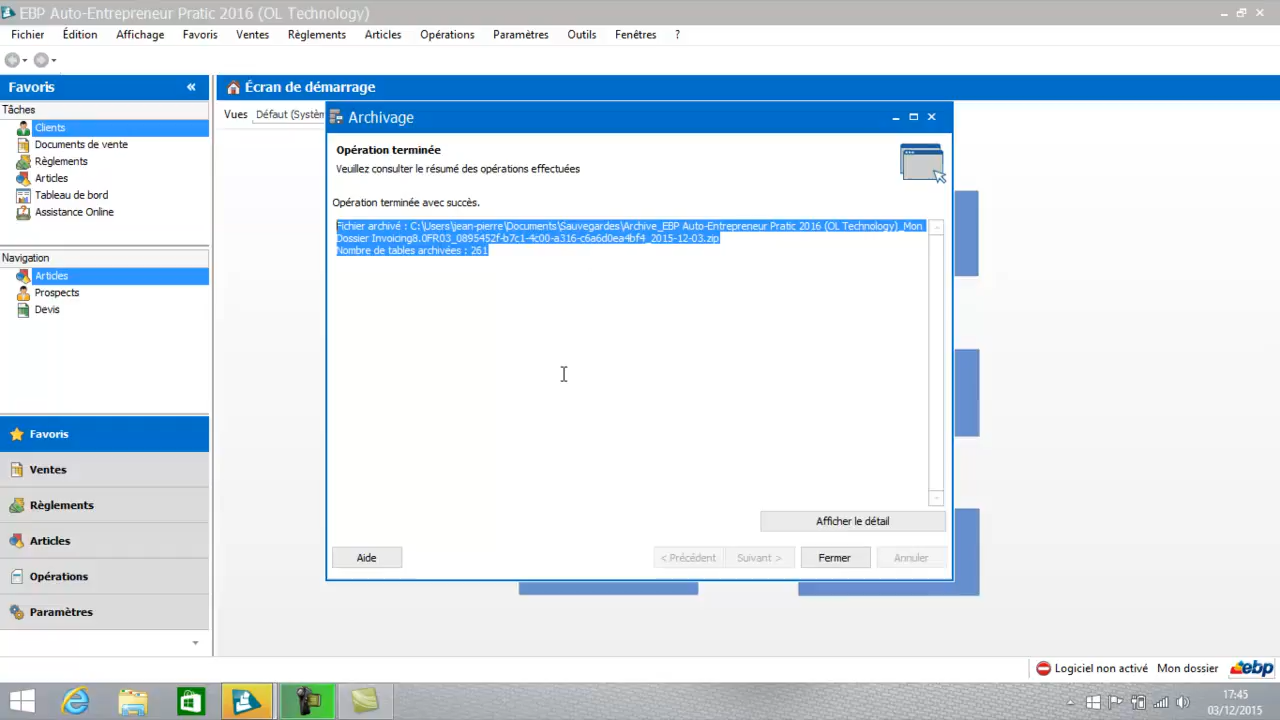 EBP Auto-Entrepreneur Pratic 2016 (OL Technology)
Fichier Édition Affichage Favoris Ventes Règlements Articles Opérations Paramètres Outils Fenêtres ?
Favoris «
Tâches
Clients
Documents de vente
Règlements
Articles
Tableau de bord
Assistance Online
Navigation
Articles
Prospects
Devis
Favoris
Ventes
Règlements
Articles
Opérations
Paramètres
Écran de démarrage
Vues Défaut (Systèm
Archivage
Opération terminée
Veuillez consulter le résumé des opérations effectuées
Opération terminée avec succès.
Fichier archivé : C:\Users\jean-pierre\Documents\Sauvegardes\Archive_EBP Auto-Entrepreneur Pratic 2016 (OL Technology)_Mon
Dossier Invoicing8.0FR03_0895452f-b7c1-4c00-a316-c6a6d0ea4bf4_2015-12-03.zip
Nombre de tables archivées : 261
Afficher le détail
Aide < Précédent Suivant > Fermer Annuler
Logiciel non activé Mon dossier ebp
17:45
03/12/2015